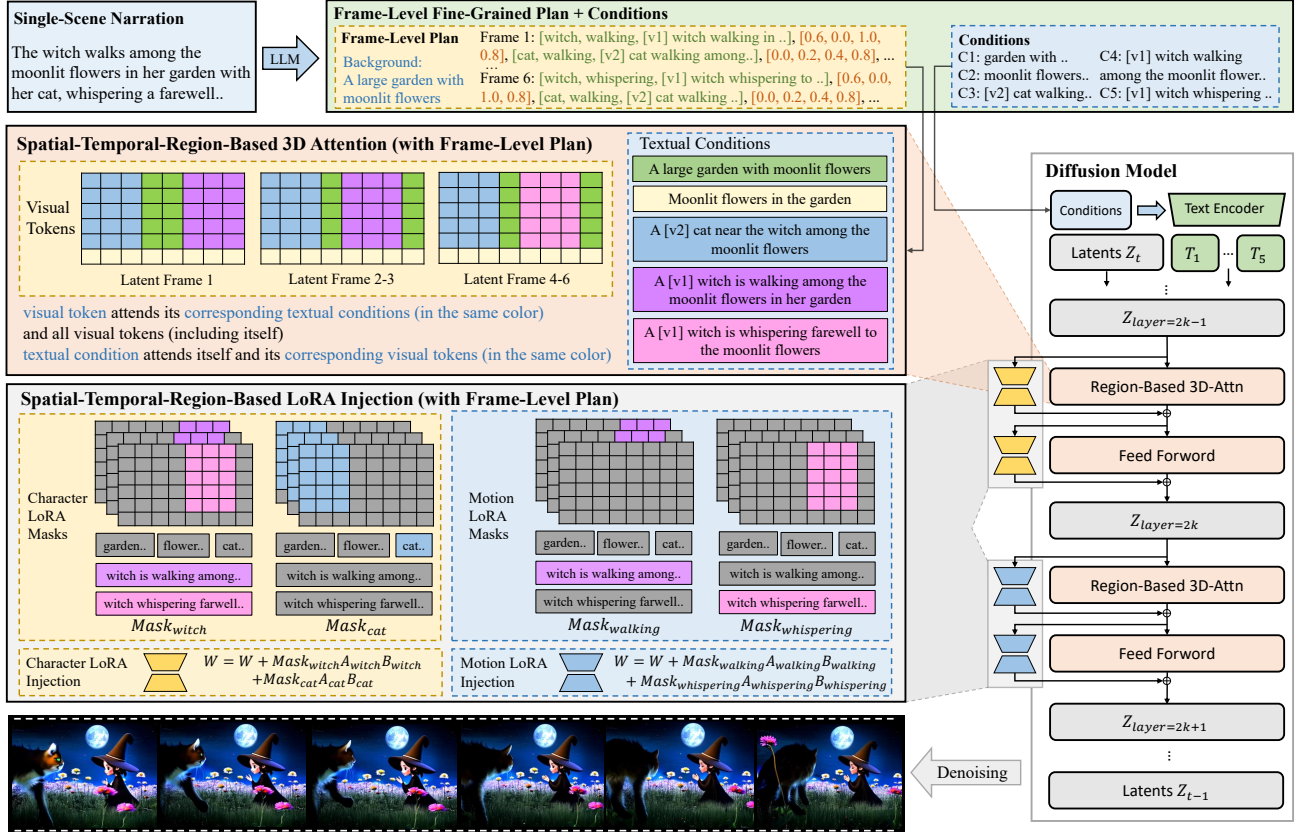 Single-Scene Narration
The witch walks among the
moonlit flowers in her garden with
her cat, whispering a farewell..
LLM
Frame-Level Fine-Grained Plan + Conditions
Frame-Level Plan
Background:
A large garden with
moonlit flowers
Frame 1: [witch, walking, [v1] witch walking in ..], [0.6, 0.0, 1.0,
0.8], [cat, walking, [v2] cat walking among..], [0.0, 0.2, 0.4, 0.8], ...
...
Frame 6: [witch, whispering, [v1] witch whispering to ..], [0.6, 0.0,
1.0, 0.8], [cat, walking, [v2] cat walking ..], [0.0, 0.2, 0.4, 0.8], ...
Conditions
C1: garden with ..
C2: moonlit flowers..
C3: [v2] cat walking..
C4: [v1] witch walking
among the moonlit flower..
C5: [v1] witch whispering ..
Spatial-Temporal-Region-Based 3D Attention (with Frame-Level Plan)
Visual
Tokens
Latent Frame 1
Latent Frame 2-3
Latent Frame 4-6
visual token attends its corresponding textual conditions (in the same color)
and all visual tokens (including itself)
textual condition attends itself and its corresponding visual tokens (in the same color)
Textual Conditions
A large garden with moonlit flowers
Moonlit flowers in the garden
A [v2] cat near the witch among the
moonlit flowers
A [v1] witch is walking among the
moonlit flowers in her garden
A [v1] witch is whispering farewell to
the moonlit flowers
Spatial-Temporal-Region-Based LoRA Injection (with Frame-Level Plan)
Character
LoRA
Masks
garden..
flower..
cat..
witch is walking among..
witch whispering farwell..
Mask_witch
garden..
flower..
cat..
witch is walking among..
witch whispering farewell..
Mask_cat
Motion
LoRA
Masks
garden..
flower..
cat..
witch is walking among..
witch whispering farewell..
Mask_walking
garden..
flower..
cat..
witch is walking among..
witch whispering farewell..
Mask_whispering
Character LoRA
Injection
W = W + Mask_witch A_witch B_witch
+Mask_cat A_cat B_cat
Motion LoRA
Injection
W = W + Mask_walking A_walking B_walking
+ Mask_whispering A_whispering B_whispering
Diffusion Model
Conditions
Text Encoder
Latents Z_t
T_1
...
T_5
⋮
Z_layer=2k−1
Region-Based 3D-Attn
Feed Forward
Z_layer=2k
Region-Based 3D-Attn
Feed Forward
Z_layer=2k+1
⋮
Latents Z_t−1
Denoising